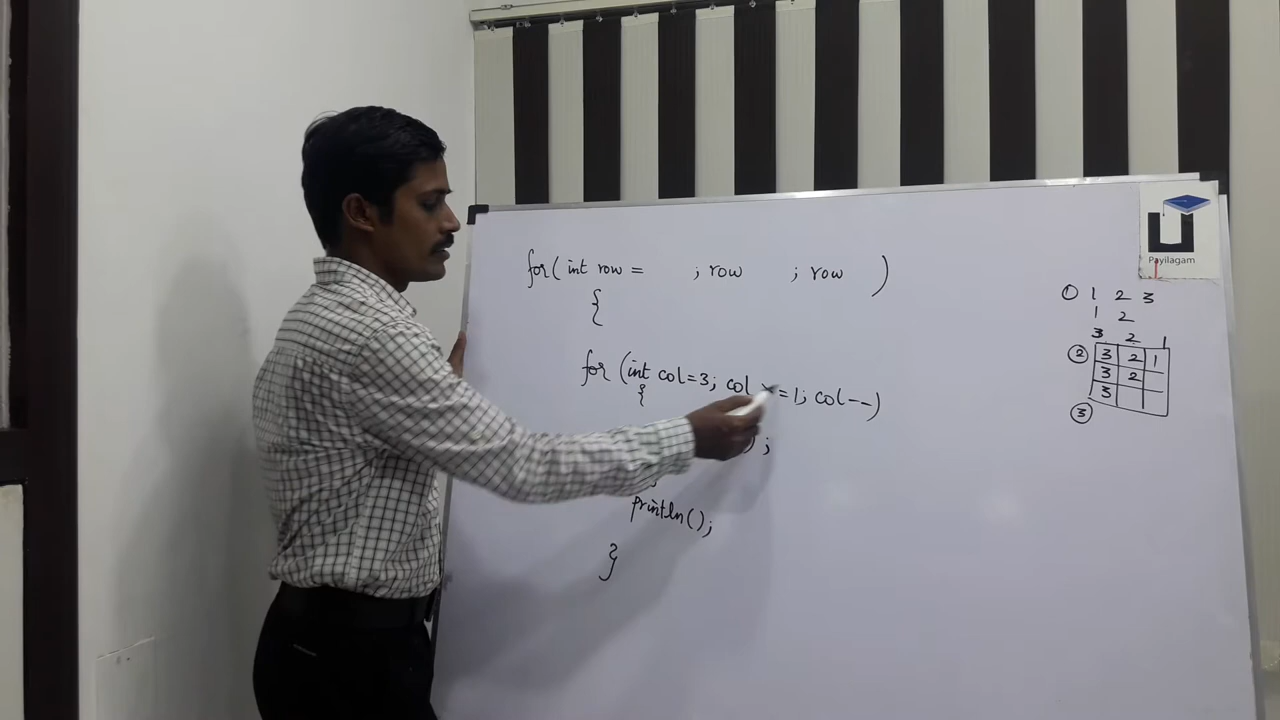 for( int row = ; row ; row )
{
for (int col=3; col =1; col--)
{
) ;
println();
}
Payilagam
① 1 2 3
1 2
3 2 1
② 3 2 1
3 2
3
③